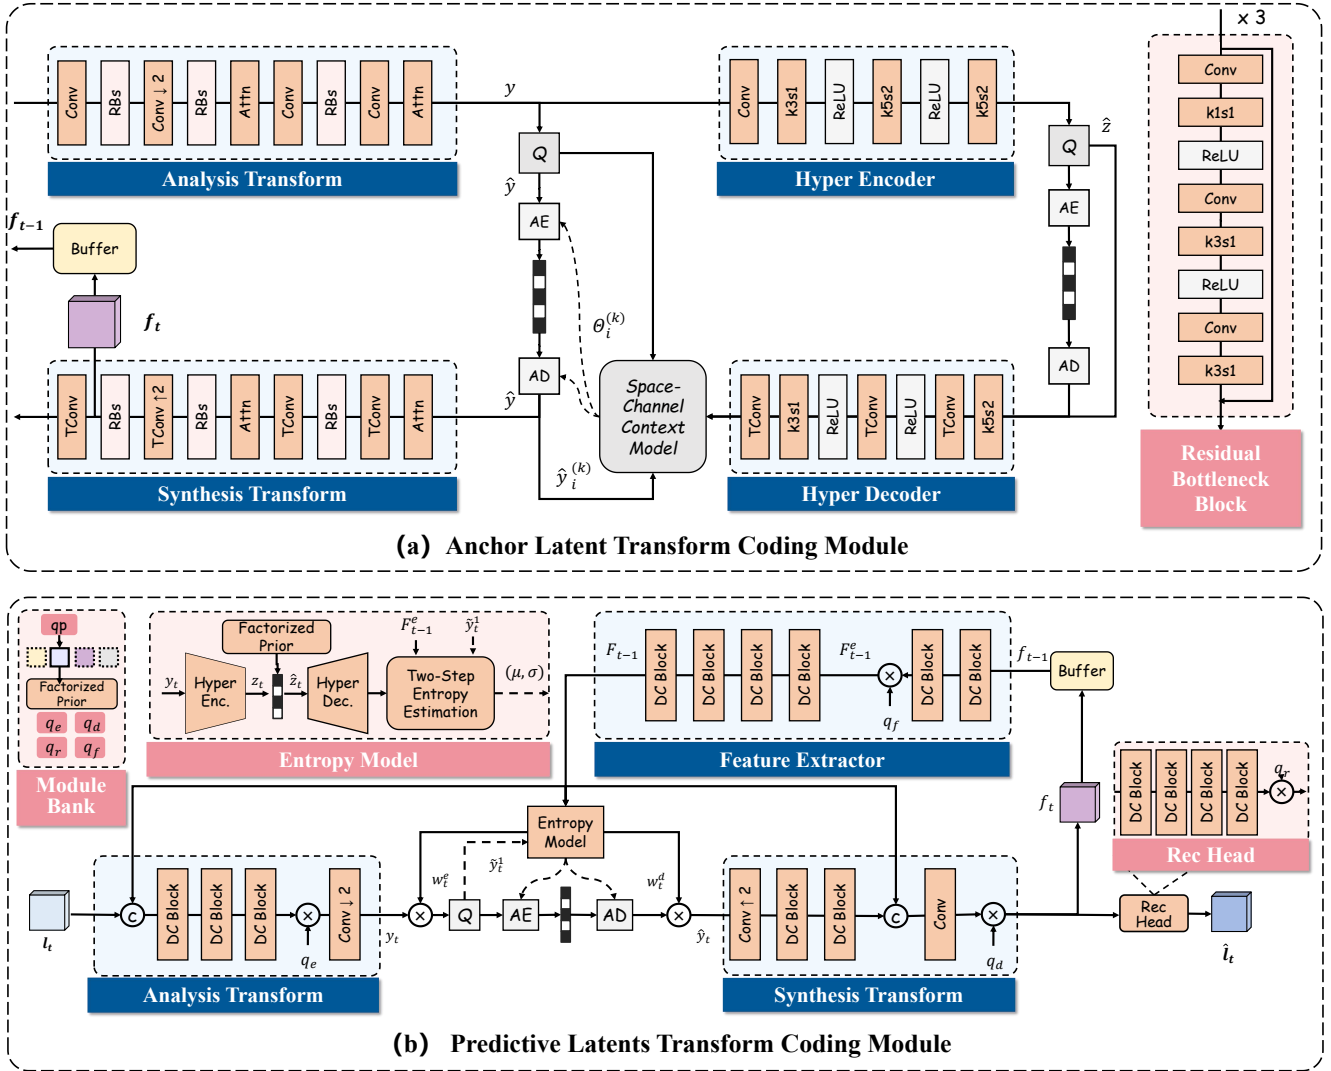 × 3
Conv
RBs
Conv ↓ 2
RBs
Attn
Conv
RBs
Conv
Attn
Analysis Transform
y
Q
ŷ
AE
AD
ŷ
Θ_i^(k)
ŷ_i^(k)
Conv
k3s1
ReLU
k5s2
ReLU
k5s2
Hyper Encoder
ẑ
Q
AE
AD
Conv
k1s1
ReLU
Conv
k3s1
ReLU
Conv
k3s1
Residual
Bottleneck
Block
f_{t-1}
Buffer
f_t
TConv
RBs
TConv ↑2
RBs
Attn
TConv
RBs
TConv
Attn
Synthesis Transform
Space-
Channel
Context
Model
TConv
k3s1
ReLU
TConv
ReLU
TConv
k5s2
Hyper Decoder
(a) Anchor Latent Transform Coding Module
qp
Factorized
Prior
q_e q_d
q_r q_f
Module
Bank
Factorized
Prior
y_t
Hyper
Enc.
z_t
ẑ_t
Hyper
Dec.
F_{t-1}^e
ỹ_t^1
Two-Step
Entropy
Estimation
(μ, σ)
Entropy Model
F_{t-1}
DC Block
DC Block
DC Block
DC Block
F_{t-1}^e
×
q_f
DC Block
DC Block
f_{t-1}
Feature Extractor
Buffer
f_t
DC Block
DC Block
DC Block
DC Block
q_r
×
Rec Head
l_t
c
DC Block
DC Block
DC Block
×
q_e
Conv ↓ 2
Analysis Transform
y_t
×
w_t^e
Q
ỹ_t^1
Entropy
Model
AE
AD
w_t^d
×
ŷ_t
Conv ↑ 2
DC Block
DC Block
c
Conv
×
q_d
Synthesis Transform
Rec
Head
l̂_t
(b) Predictive Latents Transform Coding Module